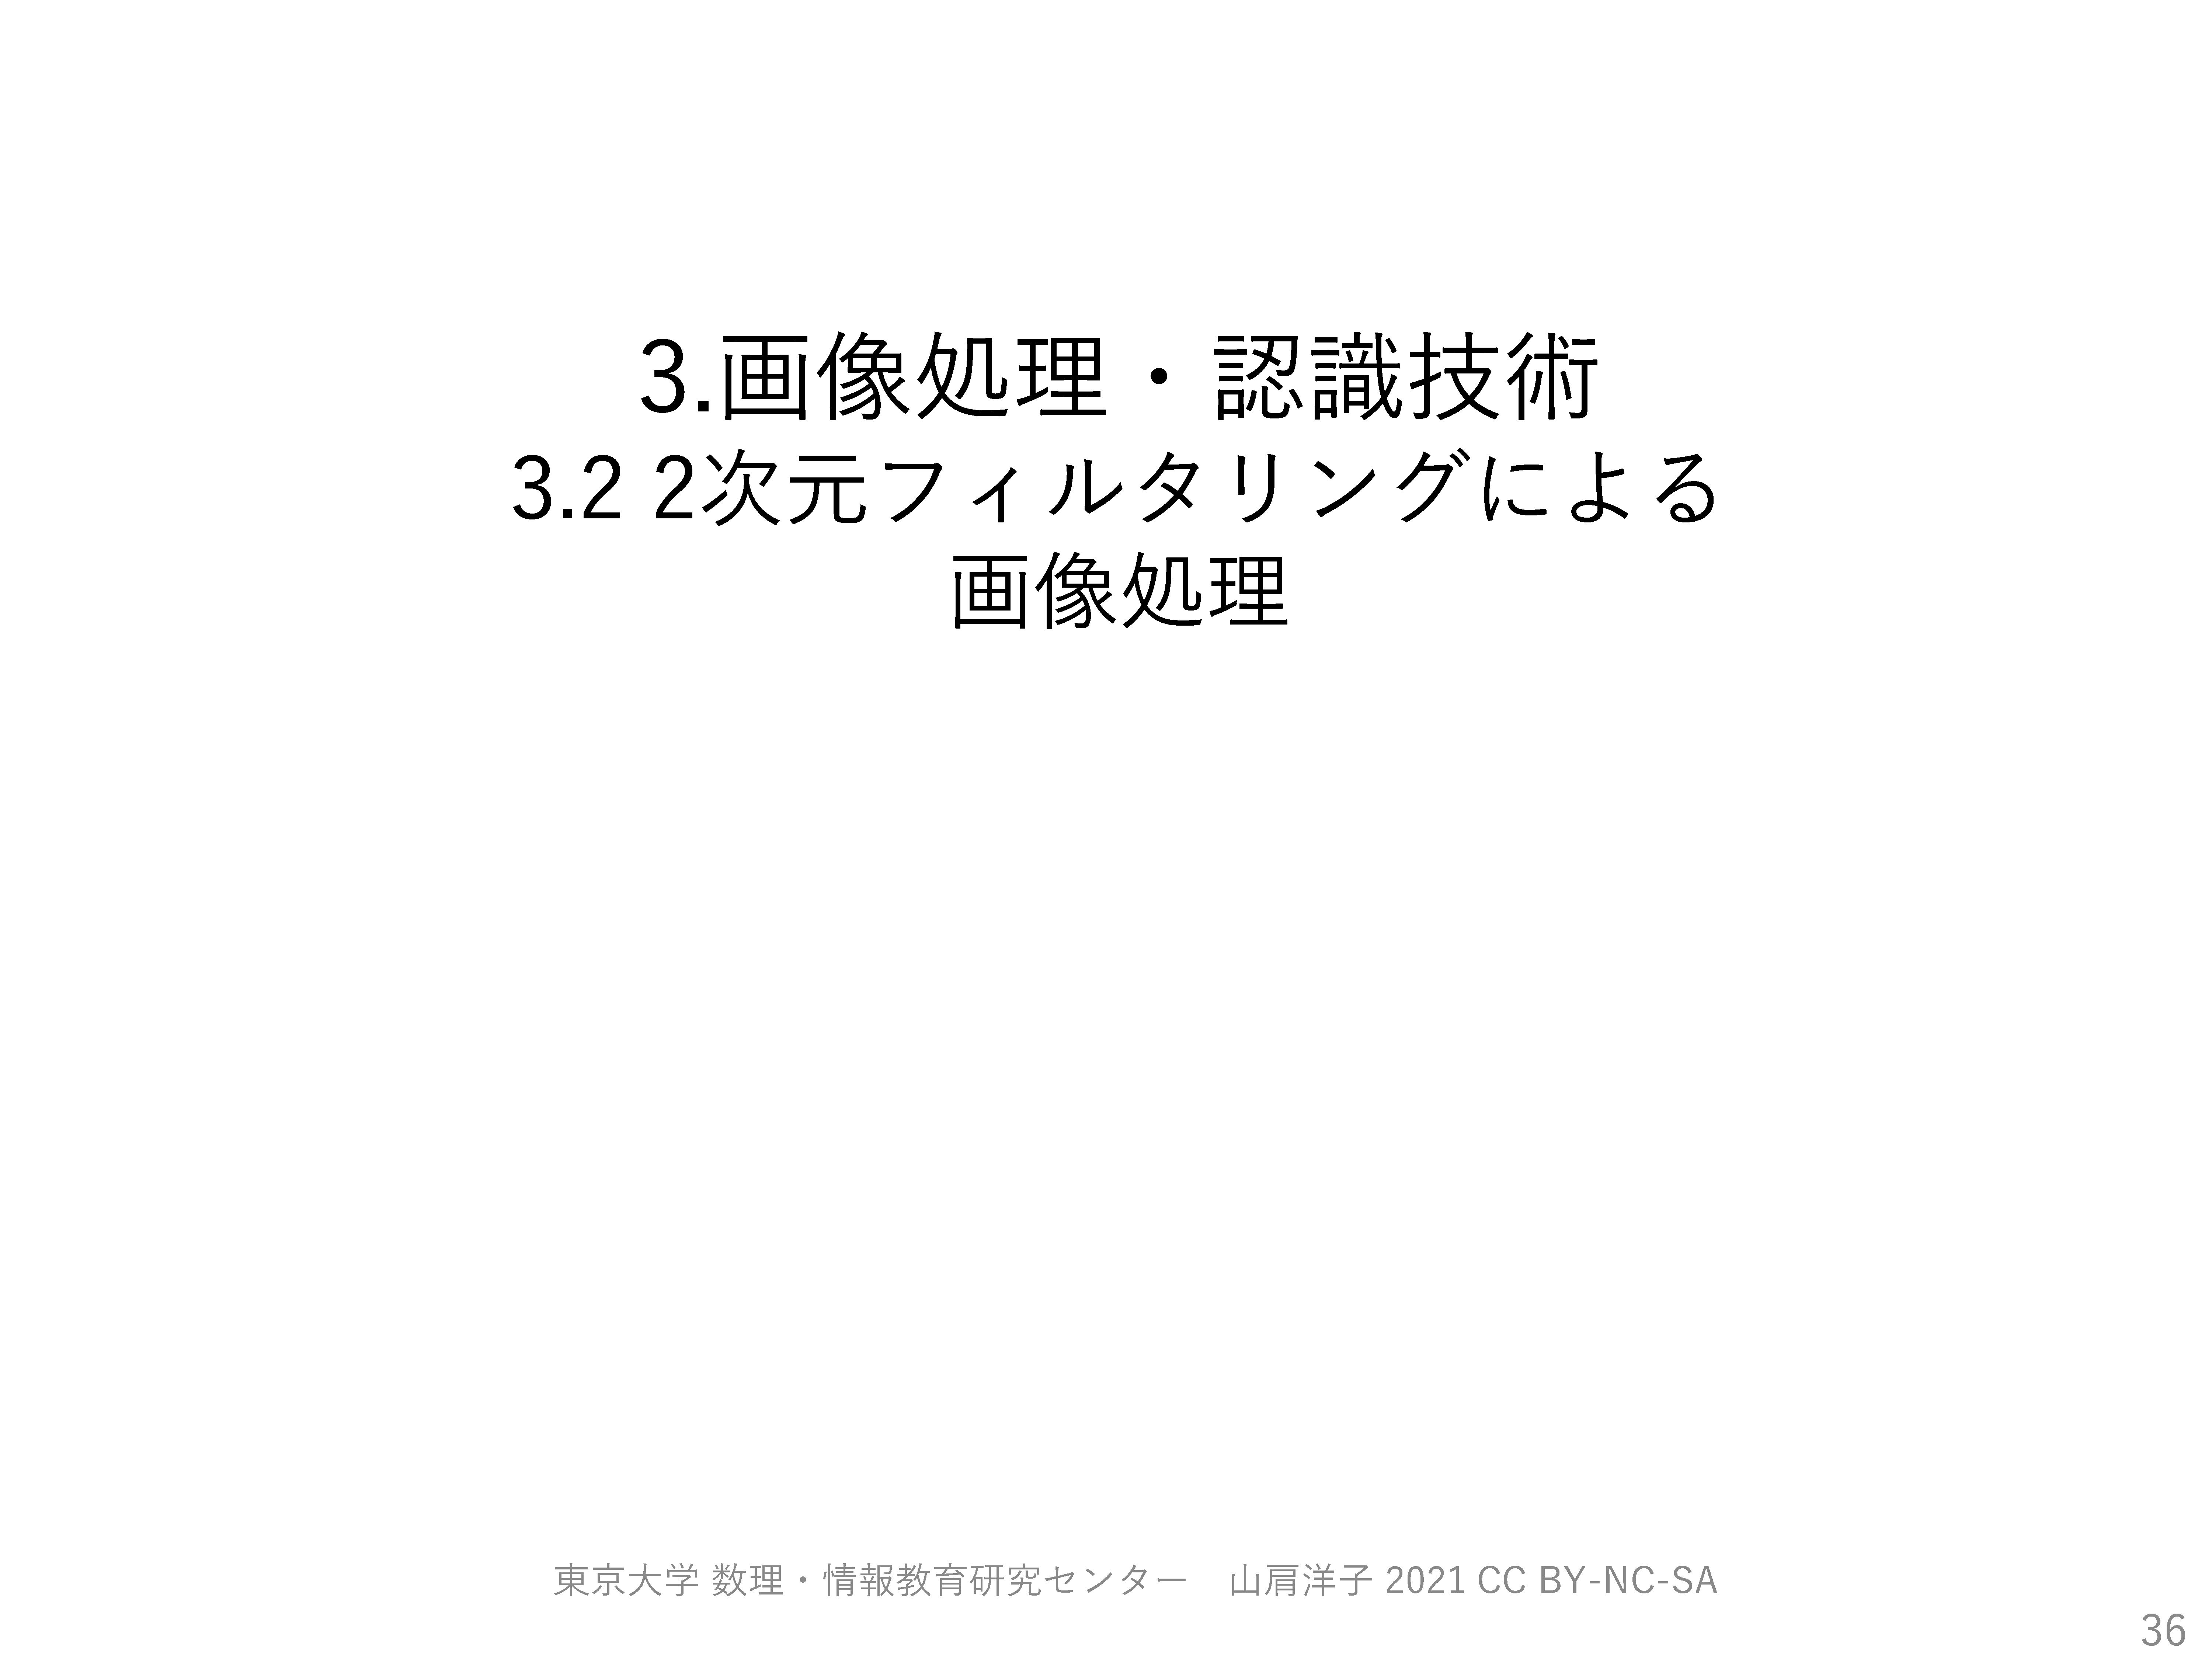 3.画像処理・認識技術
3.2 2次元フィルタリングによる
画像処理
東京大学 数理・情報教育研究センター　山肩洋子 2021 CC BY-NC-SA
36